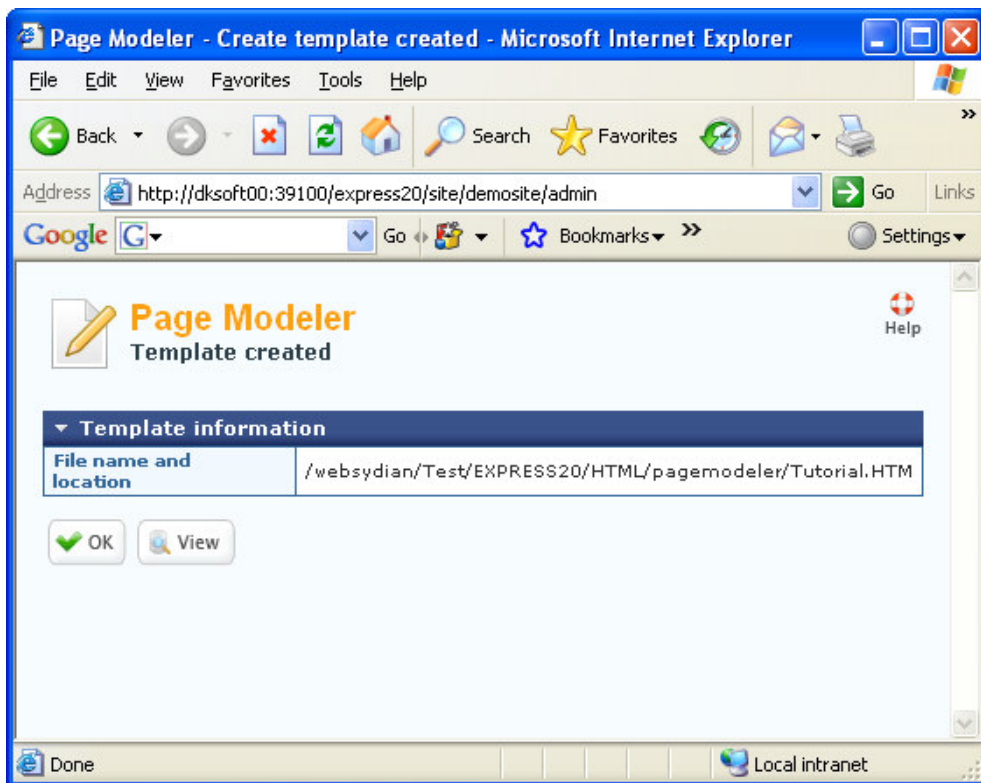 Page Modeler - Create template created - Microsoft Internet Explorer
File Edit View Favorites Tools Help
Back Search Favorites »
Address http://dksoft00:39100/express20/site/demosite/admin Go Links
Google G Go Bookmarks » Settings
Page Modeler
Template created
Help
Template information
File name and
location
/websydian/Test/EXPRESS20/HTML/pagemodeler/Tutorial.HTM
OK View
Done Local intranet